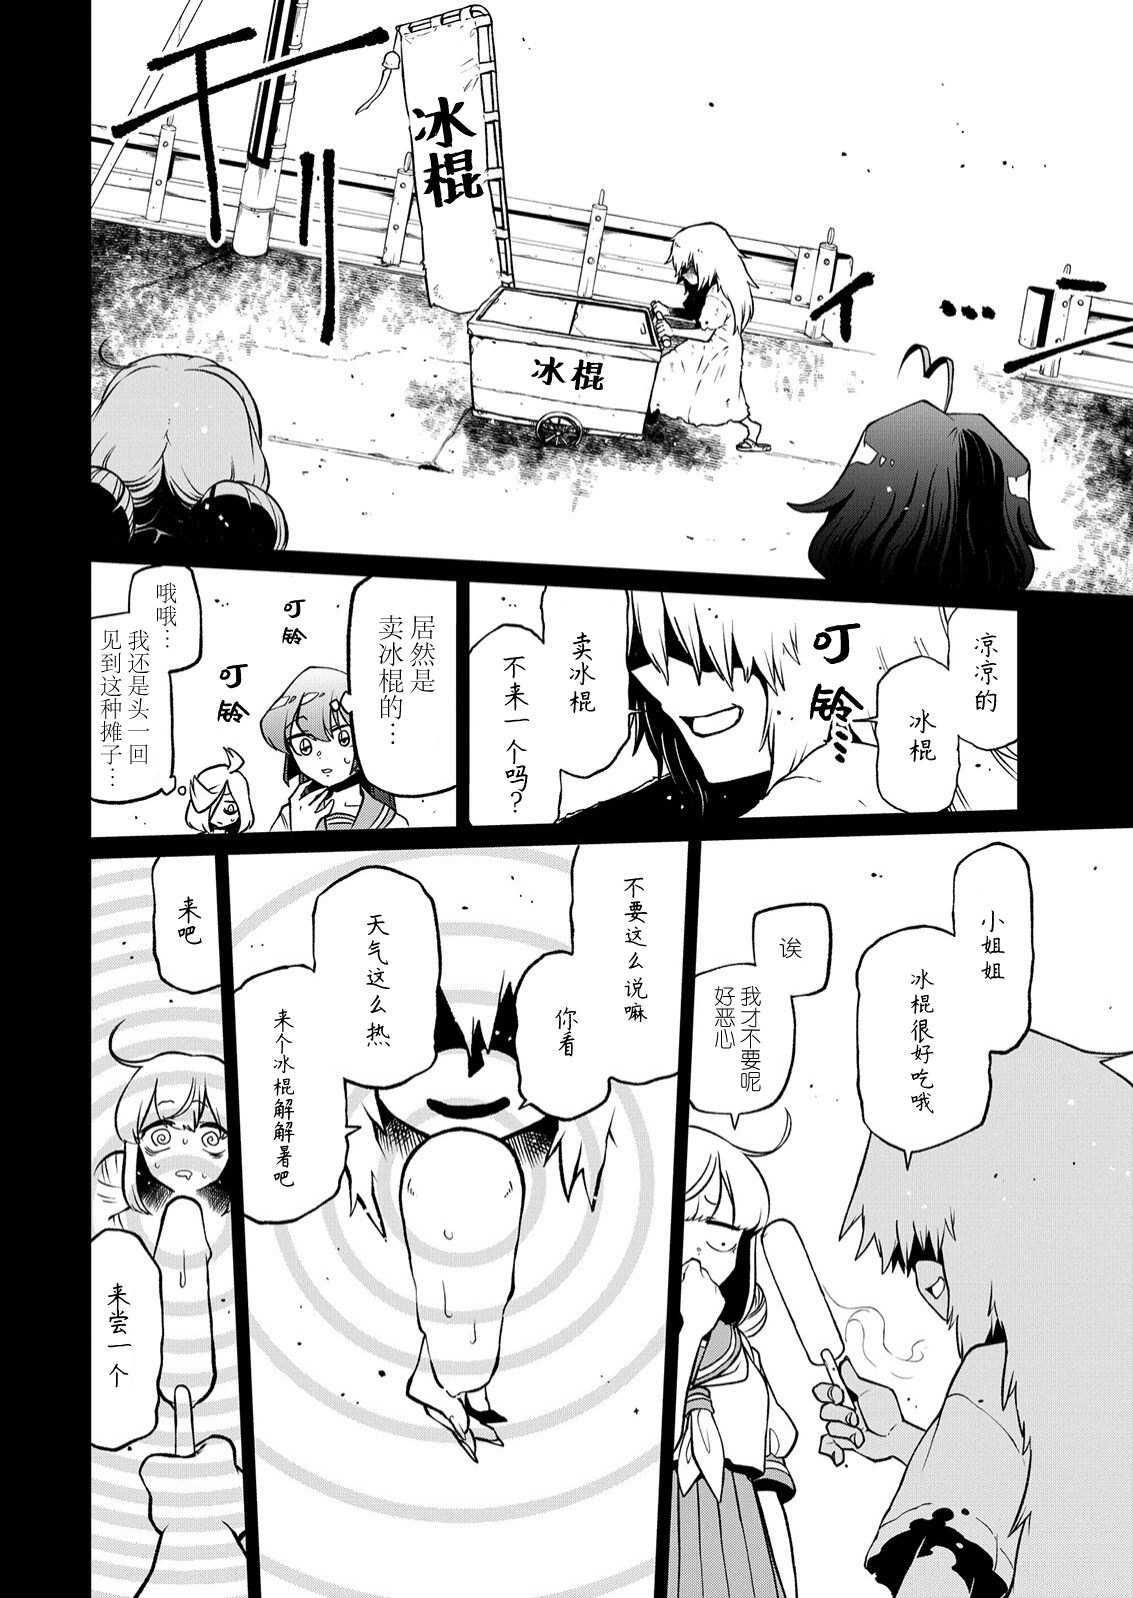 冰棍
冰棍
チリ
イ…ン
凉凉的
冰棍
叮铃…
卖冰棍
不来一个吗?
居然是
卖冰棍的…
叮铃
叮铃
哦哦…
我还是头一回
见到这种摊子…
小姐姐
冰棍很好吃哦
诶
我才不要呢
好恶心
不要这么说嘛
你看
天气这么热
来个冰棍解解暑吧
来吧
来尝一个